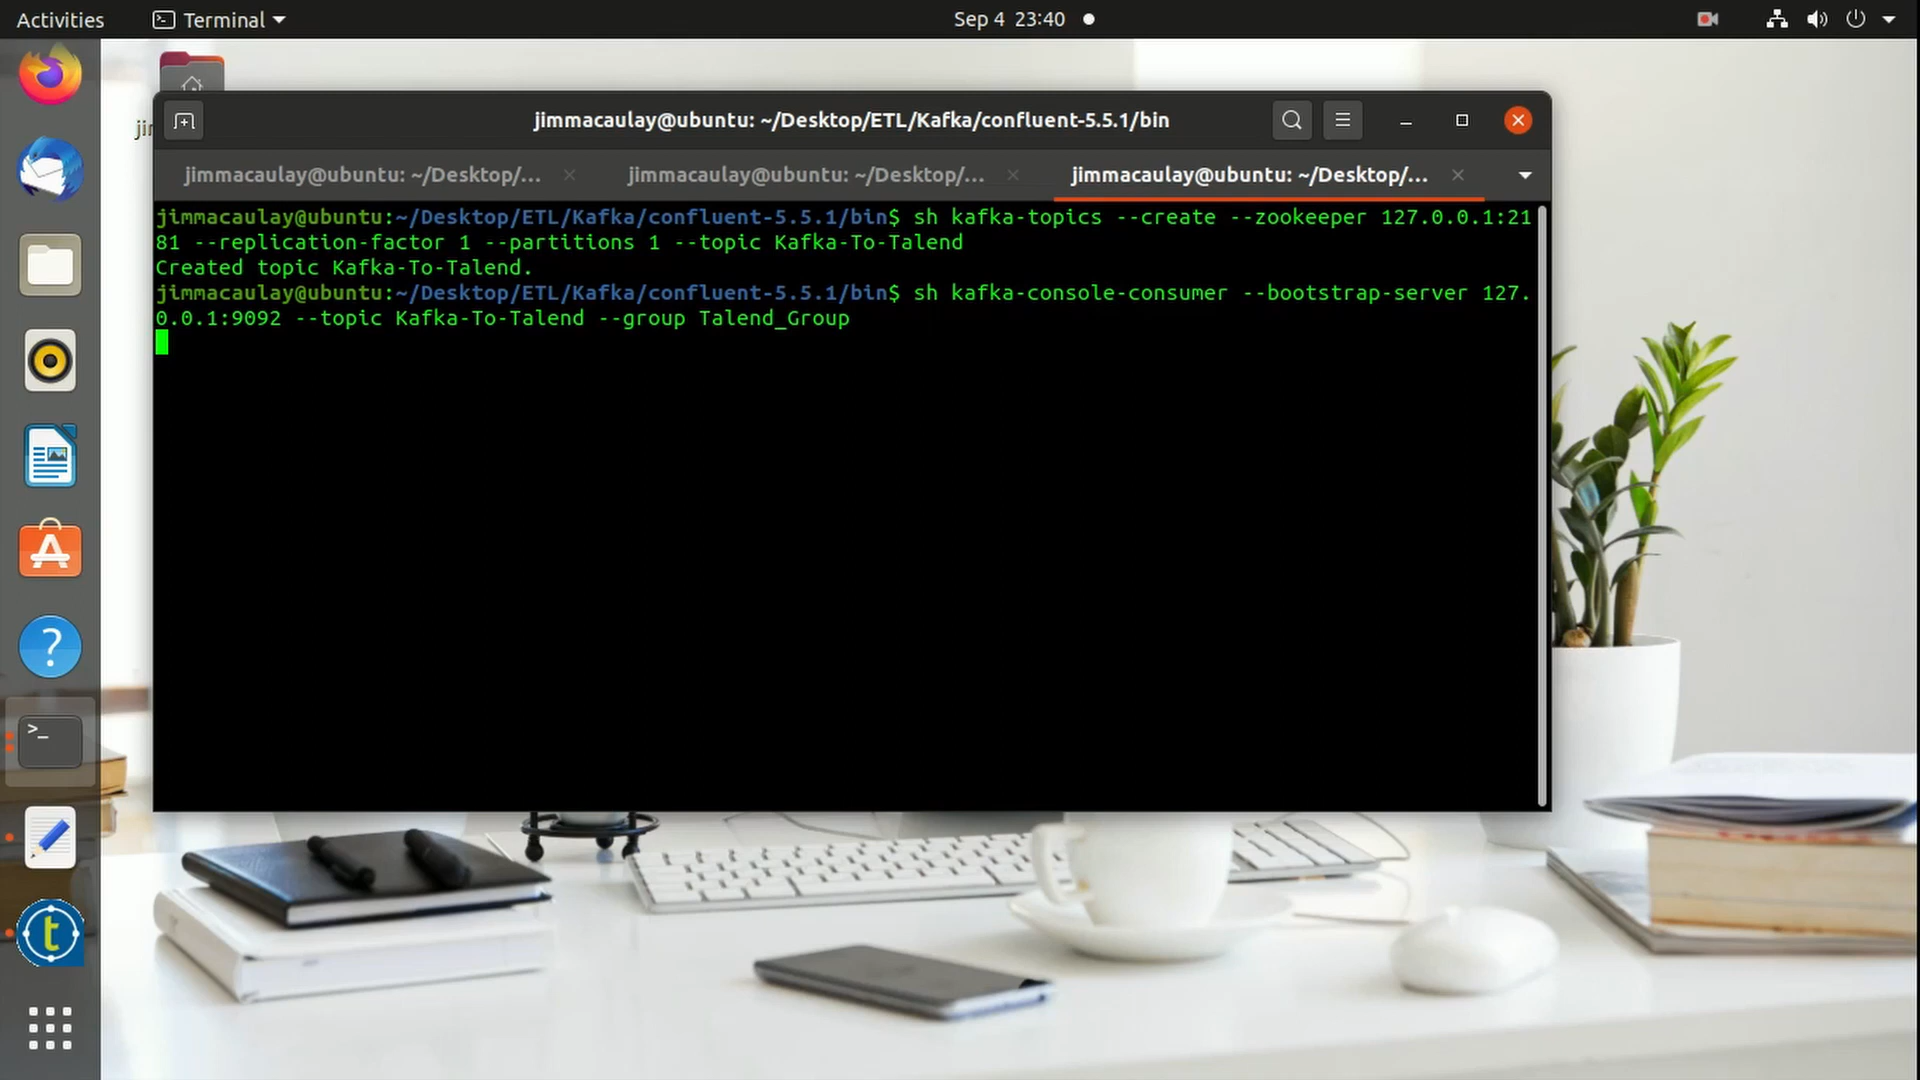 Activities
Terminal
Sep 4 23:40
jimmacaulay@ubuntu: ~/Desktop/ETL/Kafka/confluent-5.5.1/bin
jimmacaulay@ubuntu: ~/Desktop/...
jimmacaulay@ubuntu: ~/Desktop/...
jimmacaulay@ubuntu: ~/Desktop/...
jimmacaulay@ubuntu:~/Desktop/ETL/Kafka/confluent-5.5.1/bin$ sh kafka-topics --create --zookeeper 127.0.0.1:21
81 --replication-factor 1 --partitions 1 --topic Kafka-To-Talend
Created topic Kafka-To-Talend.
jimmacaulay@ubuntu:~/Desktop/ETL/Kafka/confluent-5.5.1/bin$ sh kafka-console-consumer --bootstrap-server 127.
0.0.1:9092 --topic Kafka-To-Talend --group Talend_Group